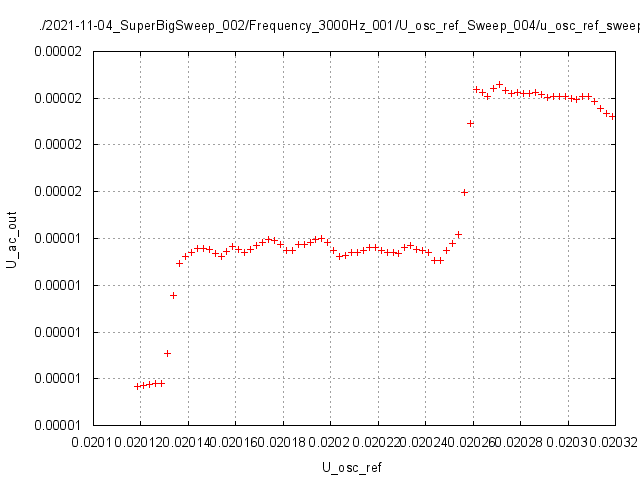 ./2021-11-04_SuperBigSweep_002/Frequency_3000Hz_001/U_osc_ref_Sweep_004/u_osc_ref_sweep
0.00002
0.00002
0.00002
0.00002
0.00001
0.00001
0.00001
0.00001
0.00001
U_ac_out
0.0201 0.02012 0.02014 0.02016 0.02018 0.0202 0.02022 0.02024 0.02026 0.02028 0.0203 0.02032
U_osc_ref